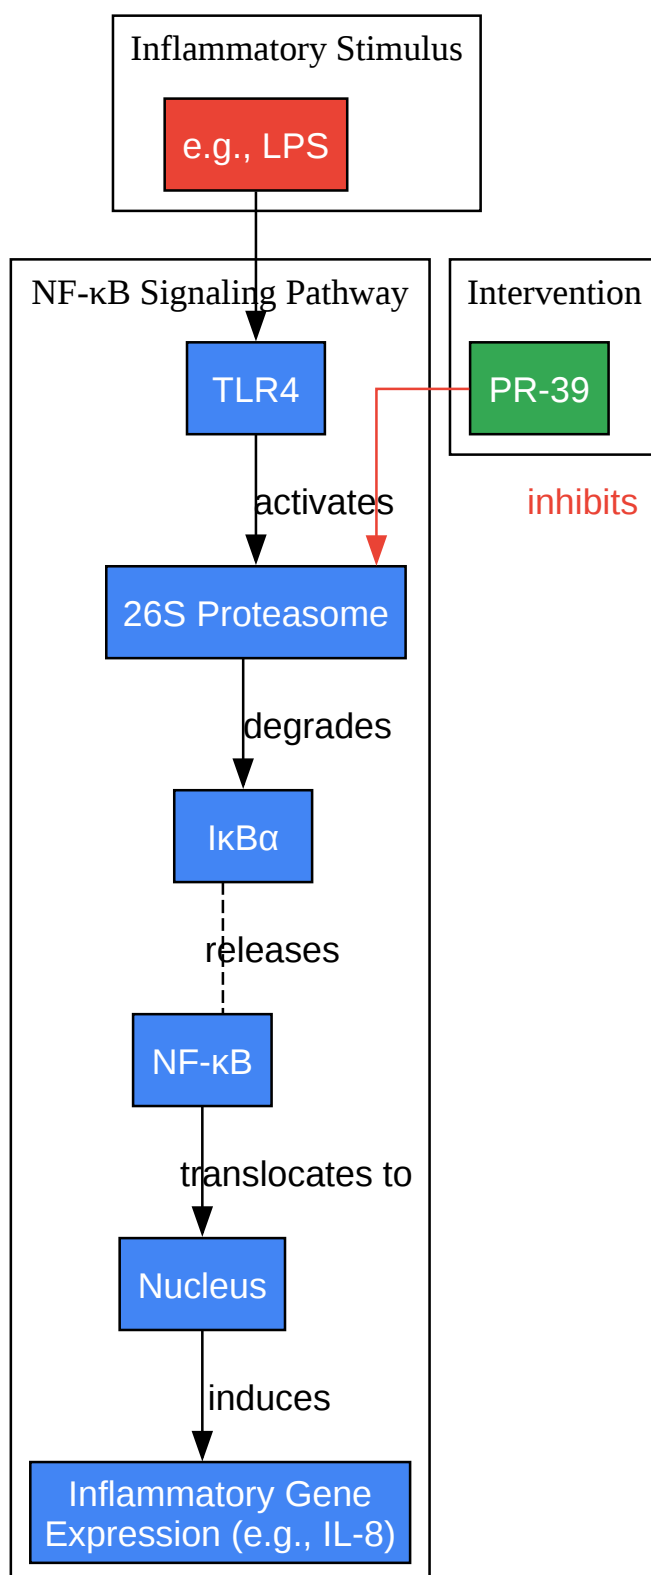 Inflammatory Stimulus
e.g., LPS
NF-κB Signaling Pathway
Intervention
TLR4
PR-39
activates
inhibits
26S Proteasome
degrades
IκBα
releases
NF-κB
translocates to
Nucleus
induces
Inflammatory Gene
Expression (e.g., IL-8)